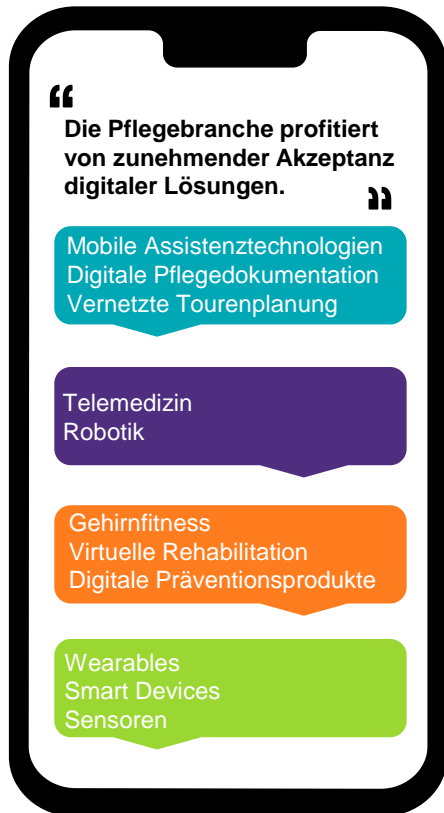 “
Die Pflegebranche profitiert
von zunehmender Akzeptanz
digitaler Lösungen.
”
Mobile Assistenztechnologien
Digitale Pflegedokumentation
Vernetzte Tourenplanung
Telemedizin
Robotik
Gehirnfitness
Virtuelle Rehabilitation
Digitale Präventionsprodukte
Wearables
Smart Devices
Sensoren